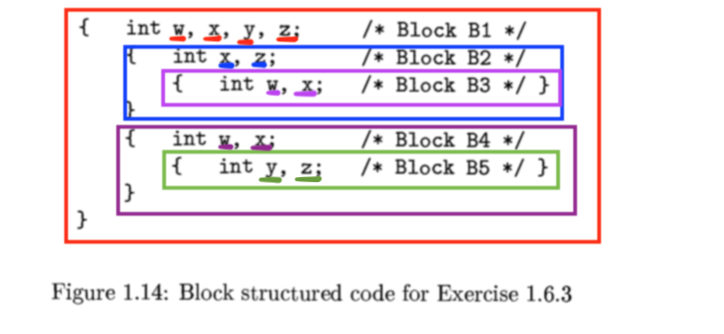 { int w, x, y, z; /* Block B1 */
{ int x, z; /* Block B2 */
{ int w, x; /* Block B3 */ }
}
{ int w, x; /* Block B4 */
{ int y, z; /* Block B5 */ }
}
}
Figure 1.14: Block structured code for Exercise 1.6.3